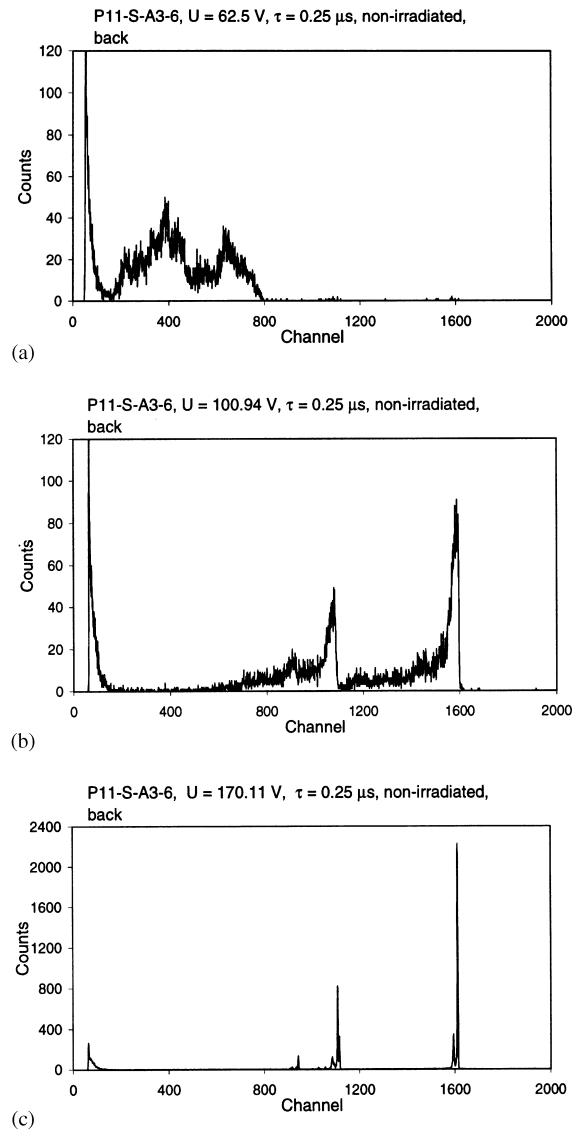 P11-S-A3-6, U = 62.5 V, τ = 0.25 μs, non-irradiated,
back
120
100
80
60
40
20
0
Counts
0 400 800 1200 1600 2000
Channel
(a)
P11-S-A3-6, U = 100.94 V, τ = 0.25 μs, non-irradiated,
back
120
100
80
60
40
20
0
Counts
0 400 800 1200 1600 2000
Channel
(b)
P11-S-A3-6, U = 170.11 V, τ = 0.25 μs, non-irradiated,
back
2400
2000
1600
1200
800
400
0
Counts
0 400 800 1200 1600 2000
Channel
(c)